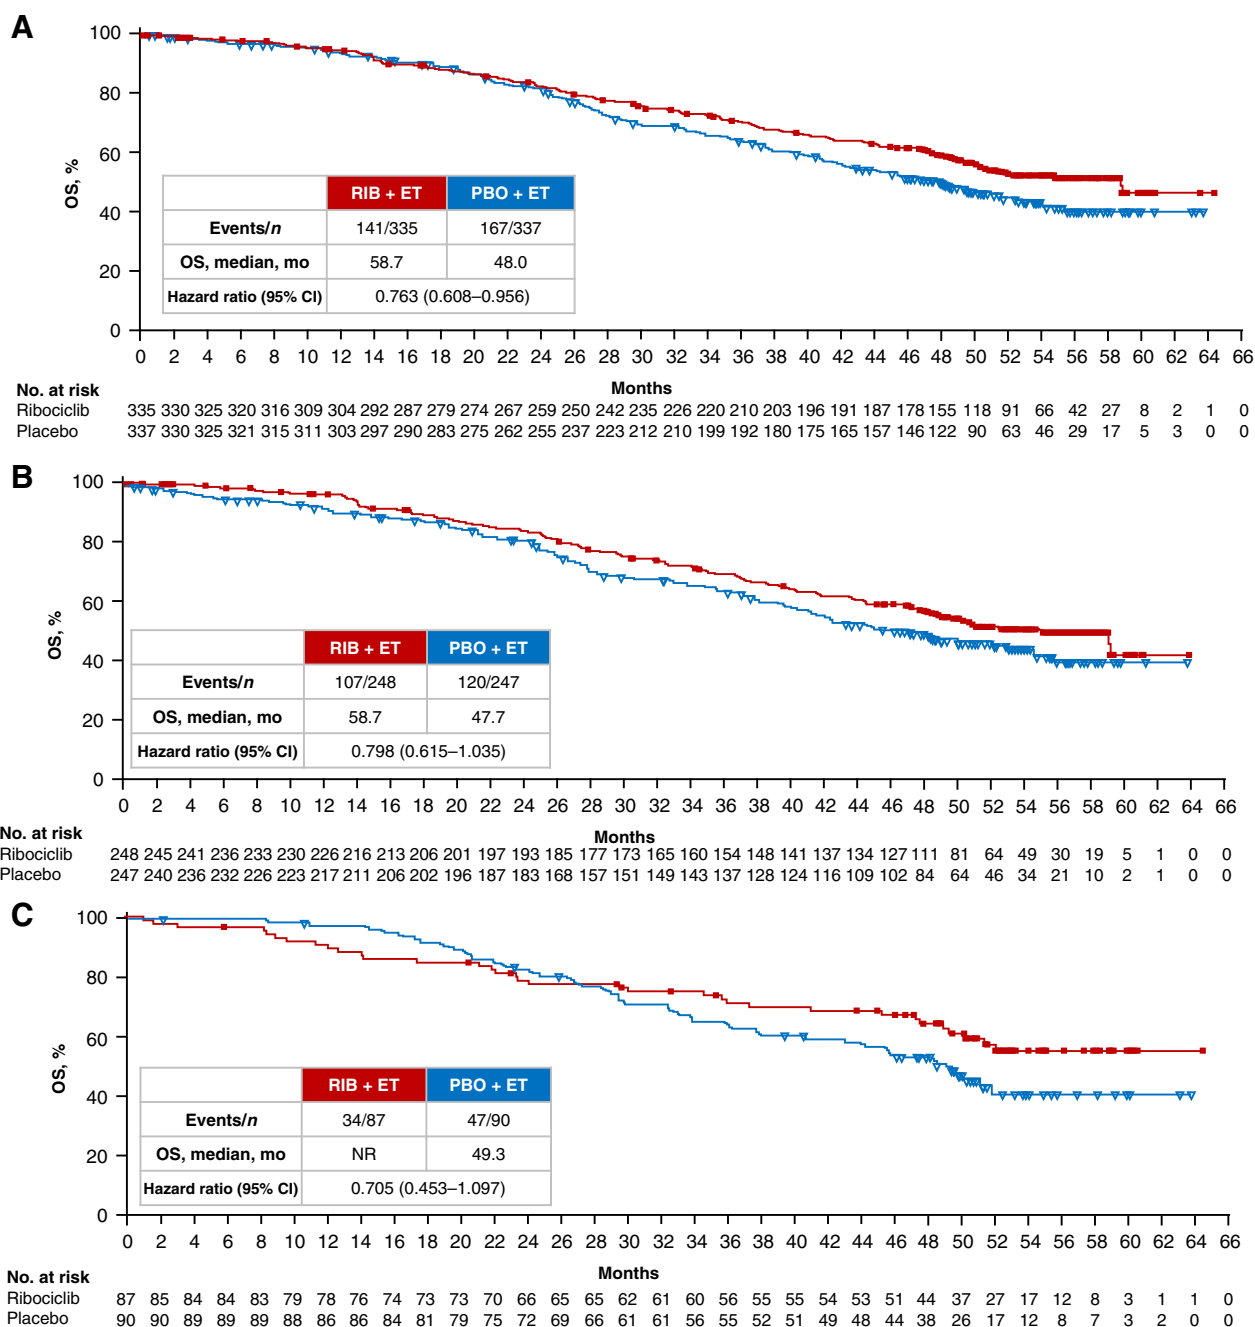 A
100
80
60
40
20
0
OS, %
RIB + ET PBO + ET
Events/n 141/335 167/337
OS, median, mo 58.7 48.0
Hazard ratio (95% CI) 0.763 (0.608–0.956)
0 2 4 6 8 10 12 14 16 18 20 22 24 26 28 30 32 34 36 38 40 42 44 46 48 50 52 54 56 58 60 62 64 66
Months
No. at risk
Ribociclib 335 330 325 320 316 309 304 292 287 279 274 267 259 250 242 235 226 220 210 203 196 191 187 178 155 118 91 66 42 27 8 2 1 0
Placebo 337 330 325 321 315 311 303 297 290 283 275 262 255 237 223 212 210 199 192 180 175 165 157 146 122 90 63 46 29 17 5 3 0 0
B
100
80
60
40
20
0
OS, %
RIB + ET PBO + ET
Events/n 107/248 120/247
OS, median, mo 58.7 47.7
Hazard ratio (95% CI) 0.798 (0.615–1.035)
0 2 4 6 8 10 12 14 16 18 20 22 24 26 28 30 32 34 36 38 40 42 44 46 48 50 52 54 56 58 60 62 64 66
Months
No. at risk
Ribociclib 248 245 241 236 233 230 226 216 213 206 201 197 193 185 177 173 165 160 154 148 141 137 134 127 111 81 64 49 30 19 5 1 0 0
Placebo 247 240 236 232 226 223 217 211 206 202 196 187 183 168 157 151 149 143 137 128 124 116 109 102 84 64 46 34 21 10 2 1 0 0
C
100
80
60
40
20
0
OS, %
RIB + ET PBO + ET
Events/n 34/87 47/90
OS, median, mo NR 49.3
Hazard ratio (95% CI) 0.705 (0.453–1.097)
0 2 4 6 8 10 12 14 16 18 20 22 24 26 28 30 32 34 36 38 40 42 44 46 48 50 52 54 56 58 60 62 64 66
Months
No. at risk
Ribociclib 87 85 84 84 83 79 78 76 74 73 73 70 66 65 65 62 61 60 56 55 55 54 53 51 44 37 27 17 12 8 3 1 1 0
Placebo 90 90 89 89 89 88 86 86 84 81 79 75 72 69 66 61 61 56 55 52 51 49 48 44 38 26 17 12 8 7 3 2 0 0